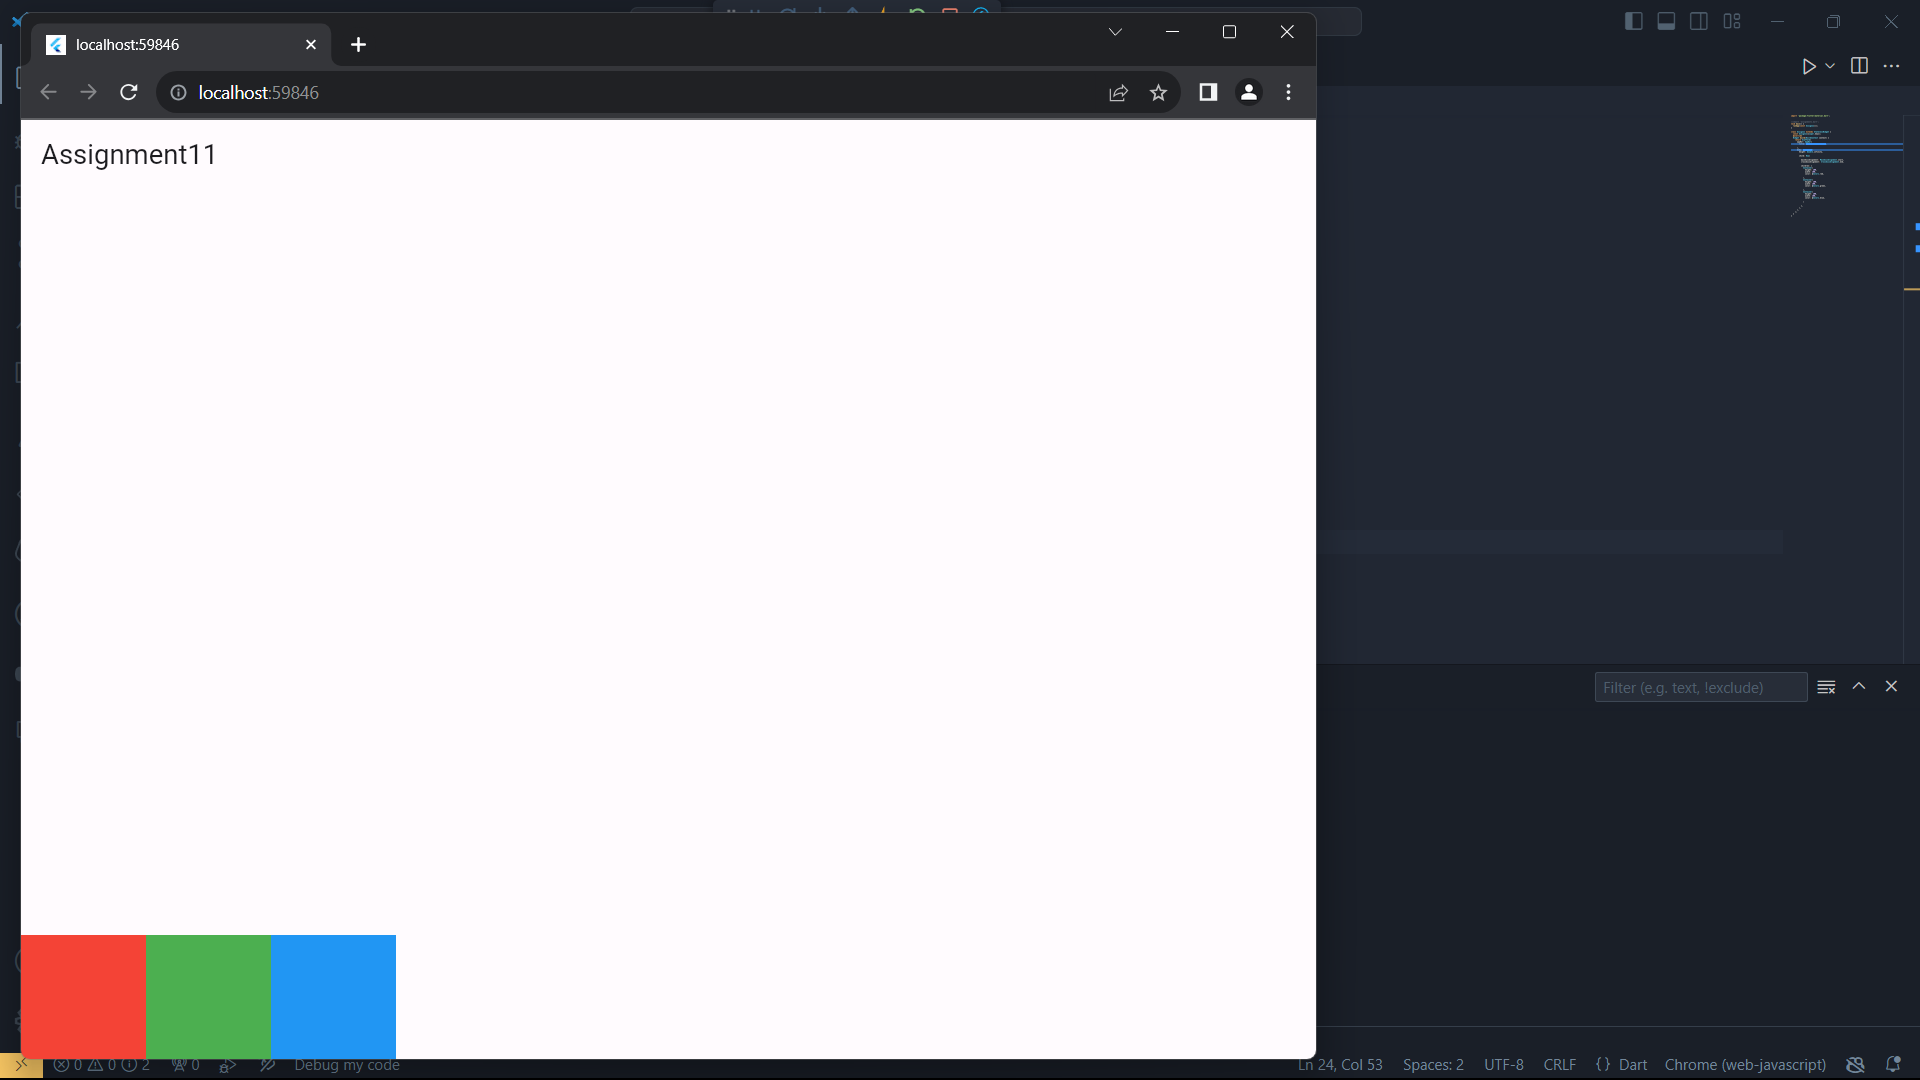 localhost:59846
localhost:59846
Assignment11
Filter (e.g. text, !exclude)
0 0 2 0 Debug my code Ln 24, Col 53 Spaces: 2 UTF-8 CRLF {} Dart Chrome (web-javascript)